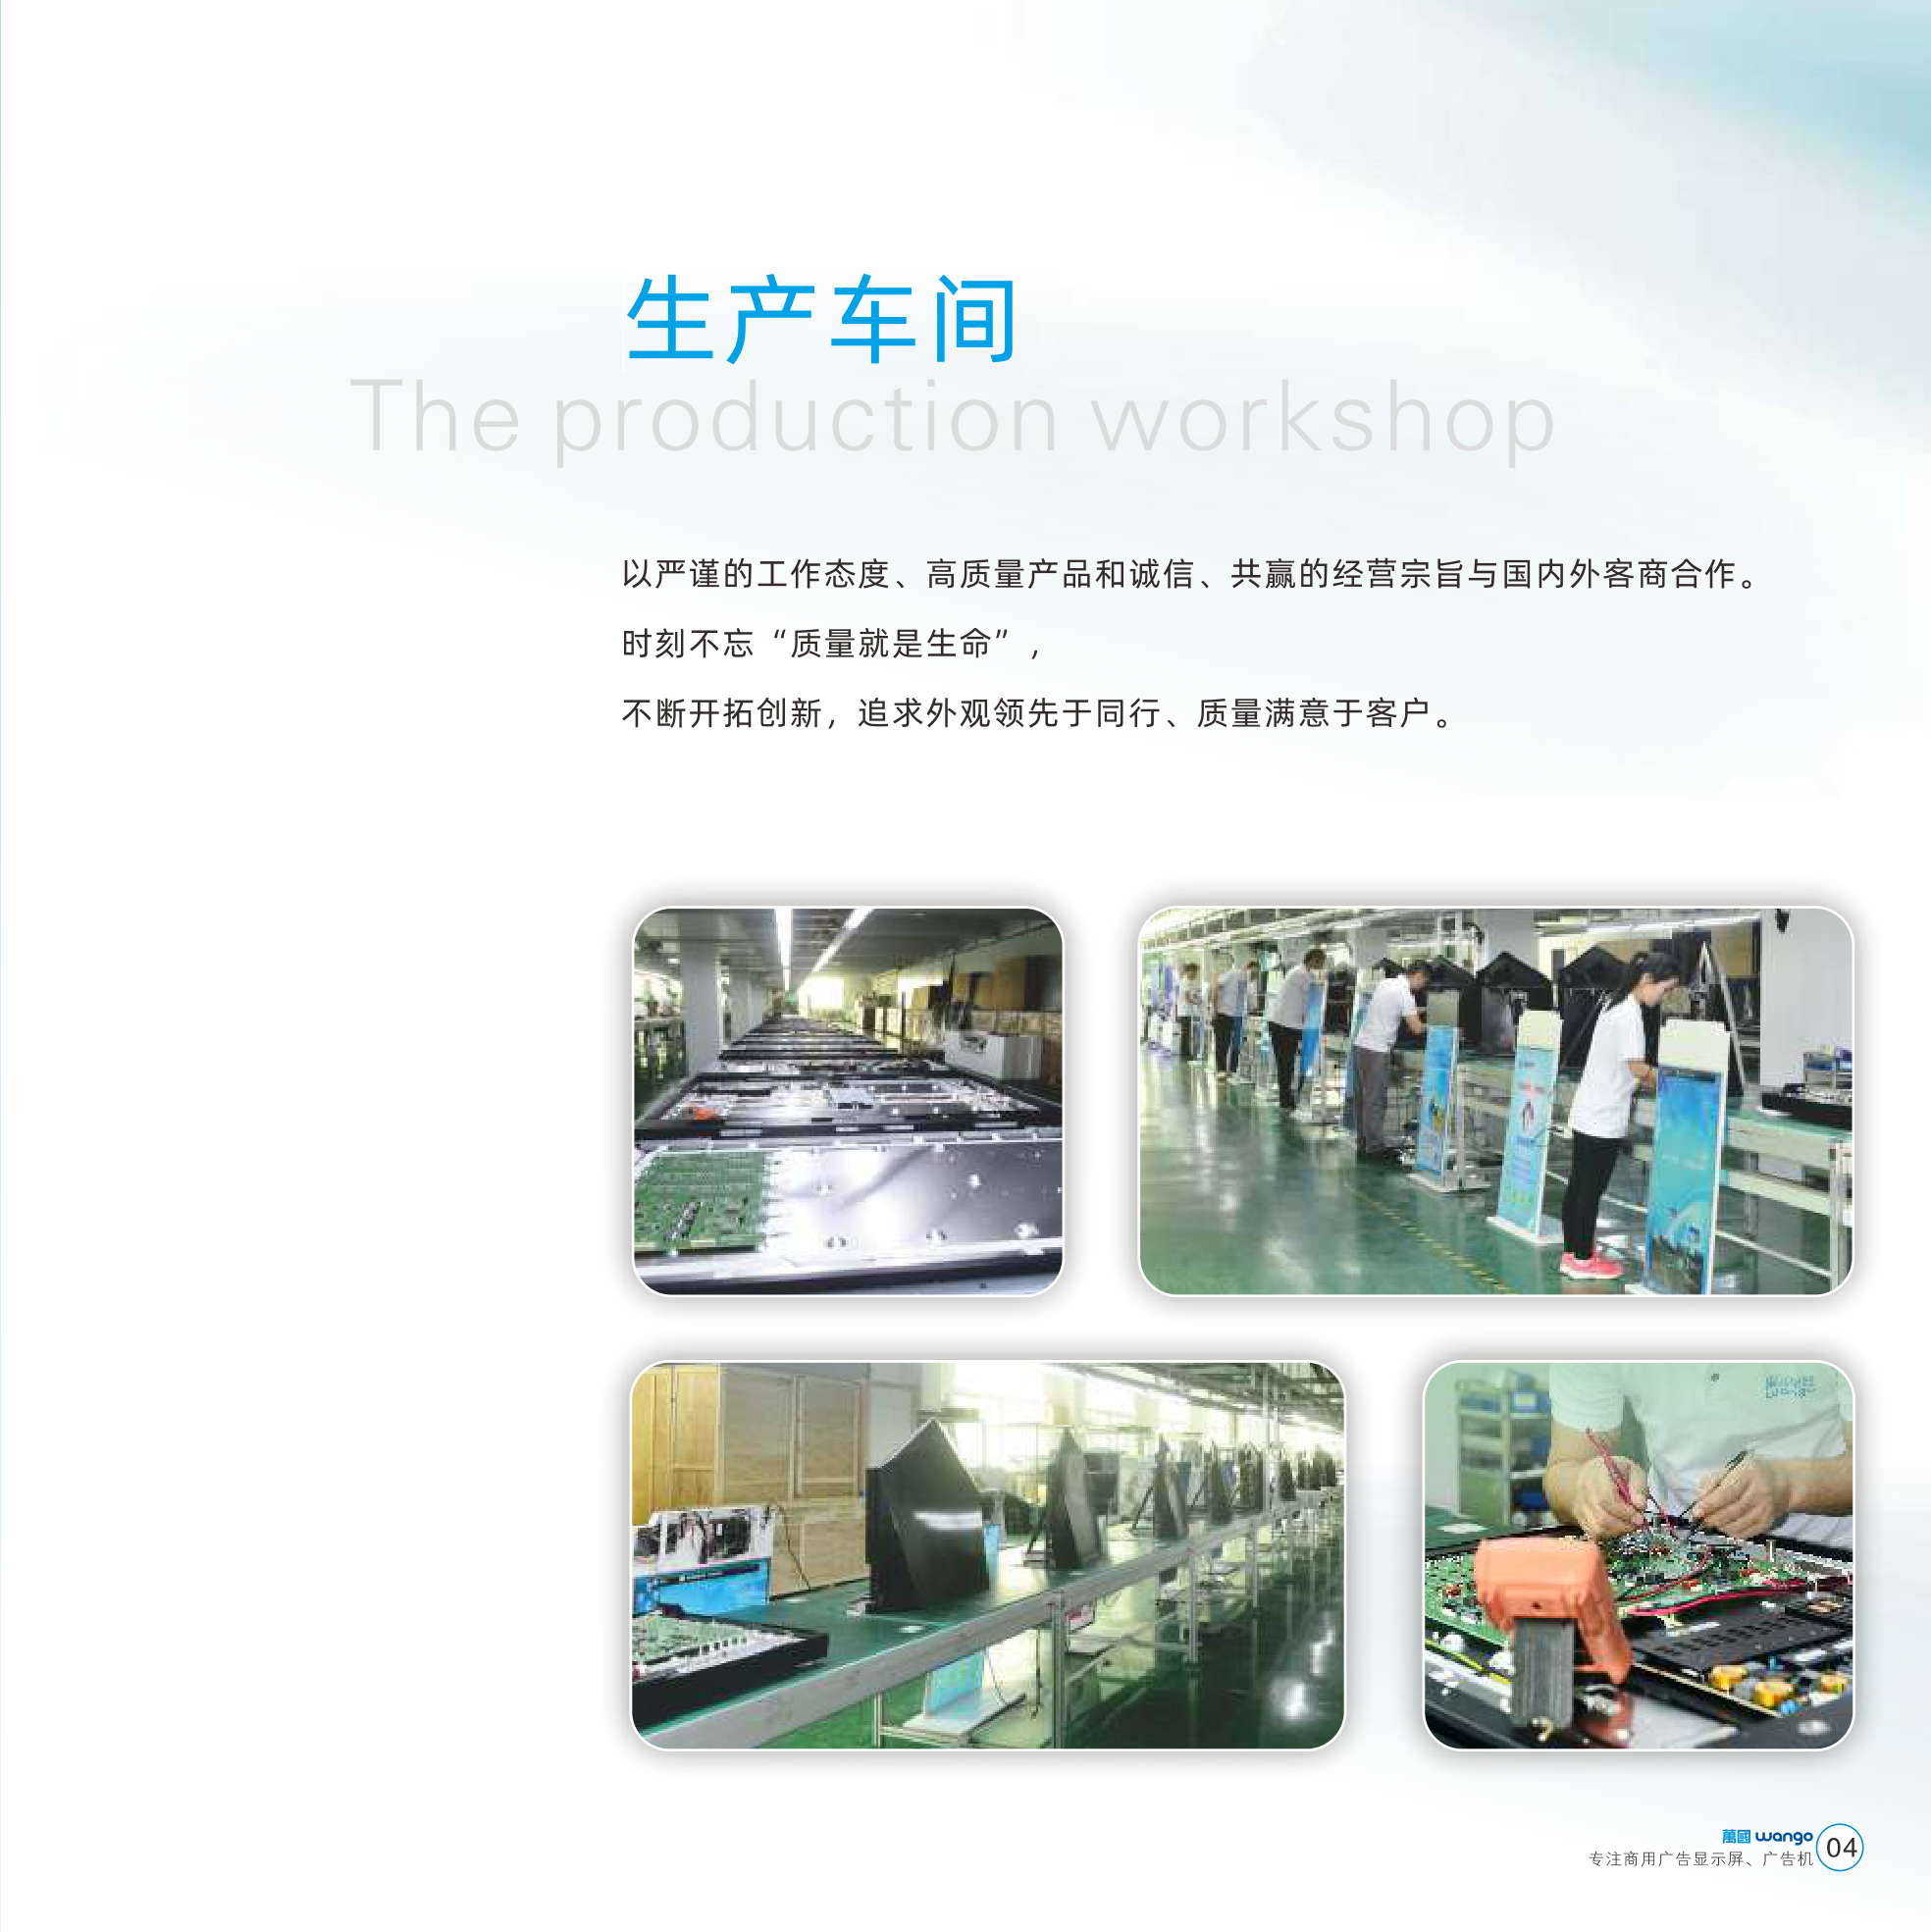 生产车间
The production workshop
以严谨的工作态度、高质量产品和诚信、共赢的经营宗旨与国内外客商合作。
时刻不忘“质量就是生命”，
不断开拓创新，追求外观领先于同行、质量满意于客户。
萬國 wango
专注商用广告显示屏、广告机
04